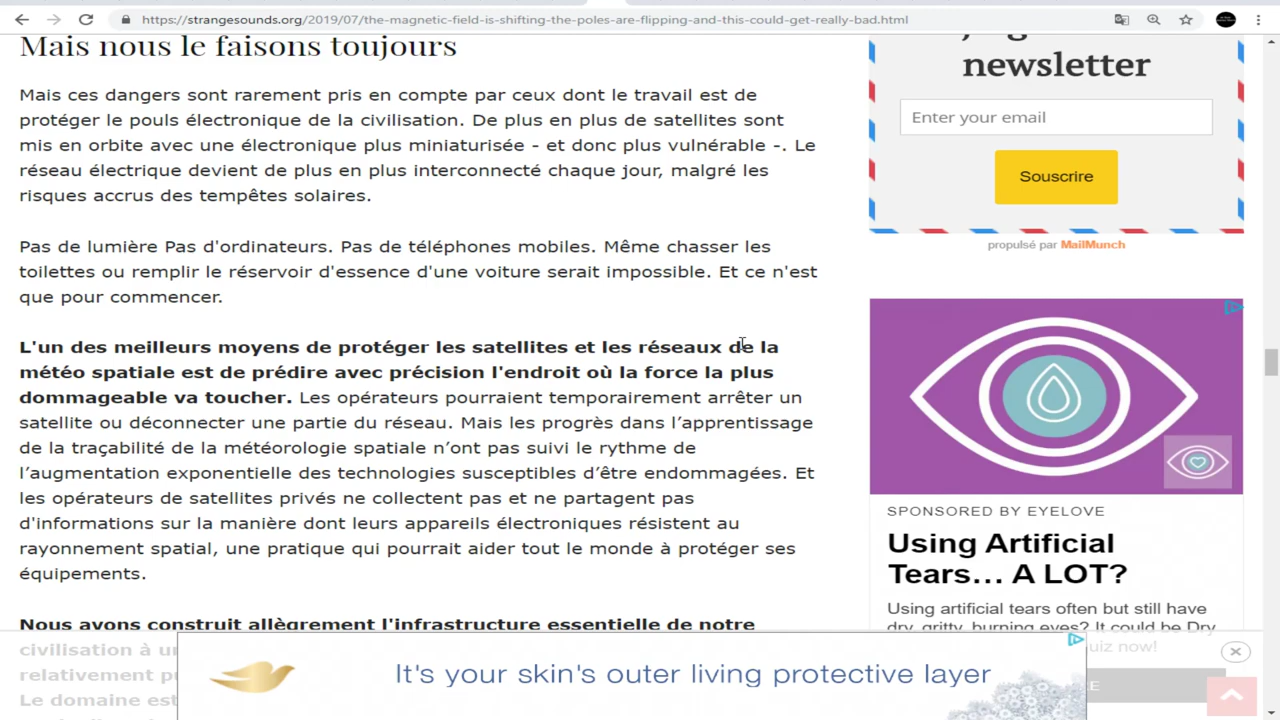 https://strangesounds.org/2019/07/the-magnetic-field-is-shifting-the-poles-are-flipping-and-this-could-get-really-bad.html
Mais nous le faisons toujours
Mais ces dangers sont rarement pris en compte par ceux dont le travail est de
protéger le pouls électronique de la civilisation. De plus en plus de satellites sont
mis en orbite avec une électronique plus miniaturisée - et donc plus vulnérable -. Le
réseau électrique devient de plus en plus interconnecté chaque jour, malgré les
risques accrus des tempêtes solaires.
Pas de lumière Pas d'ordinateurs. Pas de téléphones mobiles. Même chasser les
toilettes ou remplir le réservoir d'essence d'une voiture serait impossible. Et ce n'est
que pour commencer.
L'un des meilleurs moyens de protéger les satellites et les réseaux de la
météo spatiale est de prédire avec précision l'endroit où la force la plus
dommageable va toucher. Les opérateurs pourraient temporairement arrêter un
satellite ou déconnecter une partie du réseau. Mais les progrès dans l’apprentissage
de la traçabilité de la météorologie spatiale n’ont pas suivi le rythme de
l’augmentation exponentielle des technologies susceptibles d’être endommagées. Et
les opérateurs de satellites privés ne collectent pas et ne partagent pas
d'informations sur la manière dont leurs appareils électroniques résistent au
rayonnement spatial, une pratique qui pourrait aider tout le monde à protéger ses
équipements.
Nous avons construit allègrement l'infrastructure essentielle de notre
civilisation à
relativement
Le domaine est
newsletter
Enter your email
Souscrire
propulsé par MailMunch
SPONSORED BY EYELOVE
Using Artificial
Tears… A LOT?
Using artificial tears often but still have
dry, gritty, burning eyes? It could be Dry
quiz now!
It's your skin's outer living protective layer